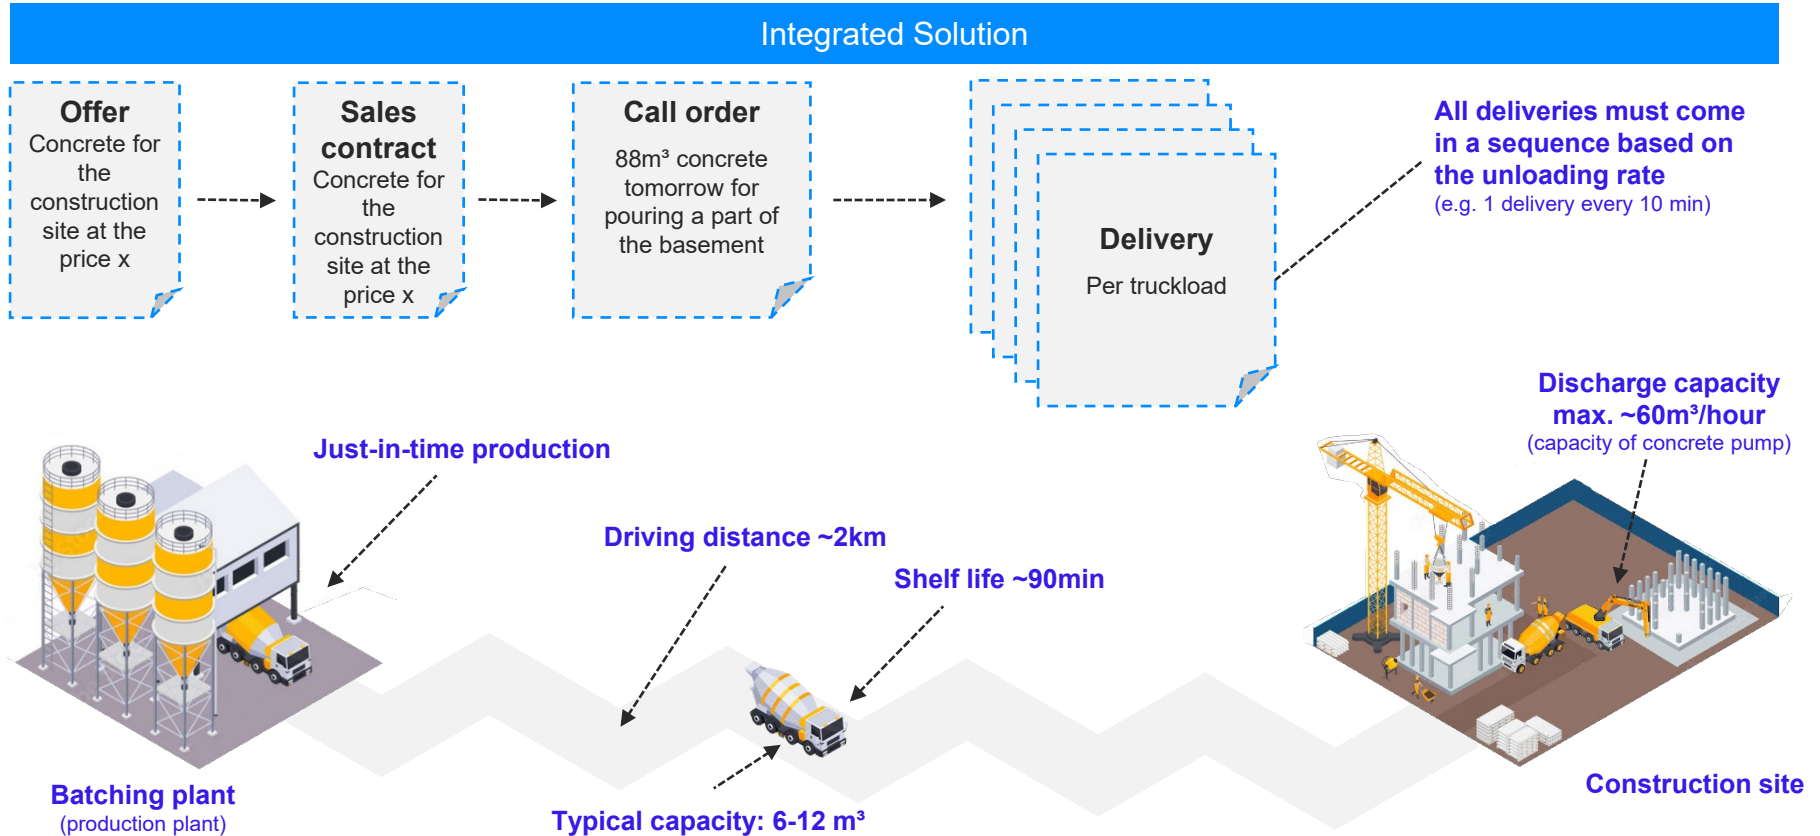 Integrated Solution
Offer
Concrete for
the
construction
site at the
price x
Sales
contract
Concrete for
the
construction
site at the
price x
Call order
88m³ concrete
tomorrow for
pouring a part of
the basement
Delivery
Per truckload
All deliveries must come
in a sequence based on
the unloading rate
(e.g. 1 delivery every 10 min)
Discharge capacity
max. ~60m³/hour
(capacity of concrete pump)
Just-in-time production
Driving distance ~2km
Shelf life ~90min
Batching plant
(production plant)
Typical capacity: 6-12 m³
Construction site